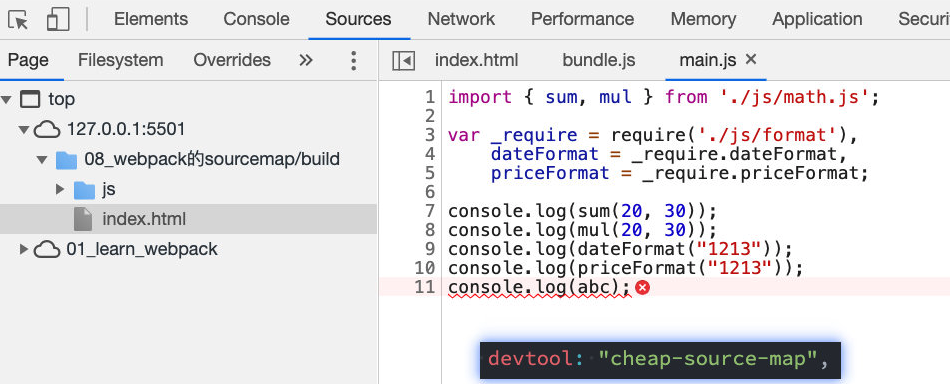 Elements Console Sources Network Performance Memory Application Securi
Page Filesystem Overrides »
index.html bundle.js main.js ×
top
127.0.0.1:5501
08_webpack的sourcemap/build
js
index.html
01_learn_webpack
1 import { sum, mul } from './js/math.js';
2
3 var _require = require('./js/format'),
4 dateFormat = _require.dateFormat,
5 priceFormat = _require.priceFormat;
6
7 console.log(sum(20, 30));
8 console.log(mul(20, 30));
9 console.log(dateFormat("1213"));
10 console.log(priceFormat("1213"));
11 console.log(abc);
devtool: "cheap-source-map",